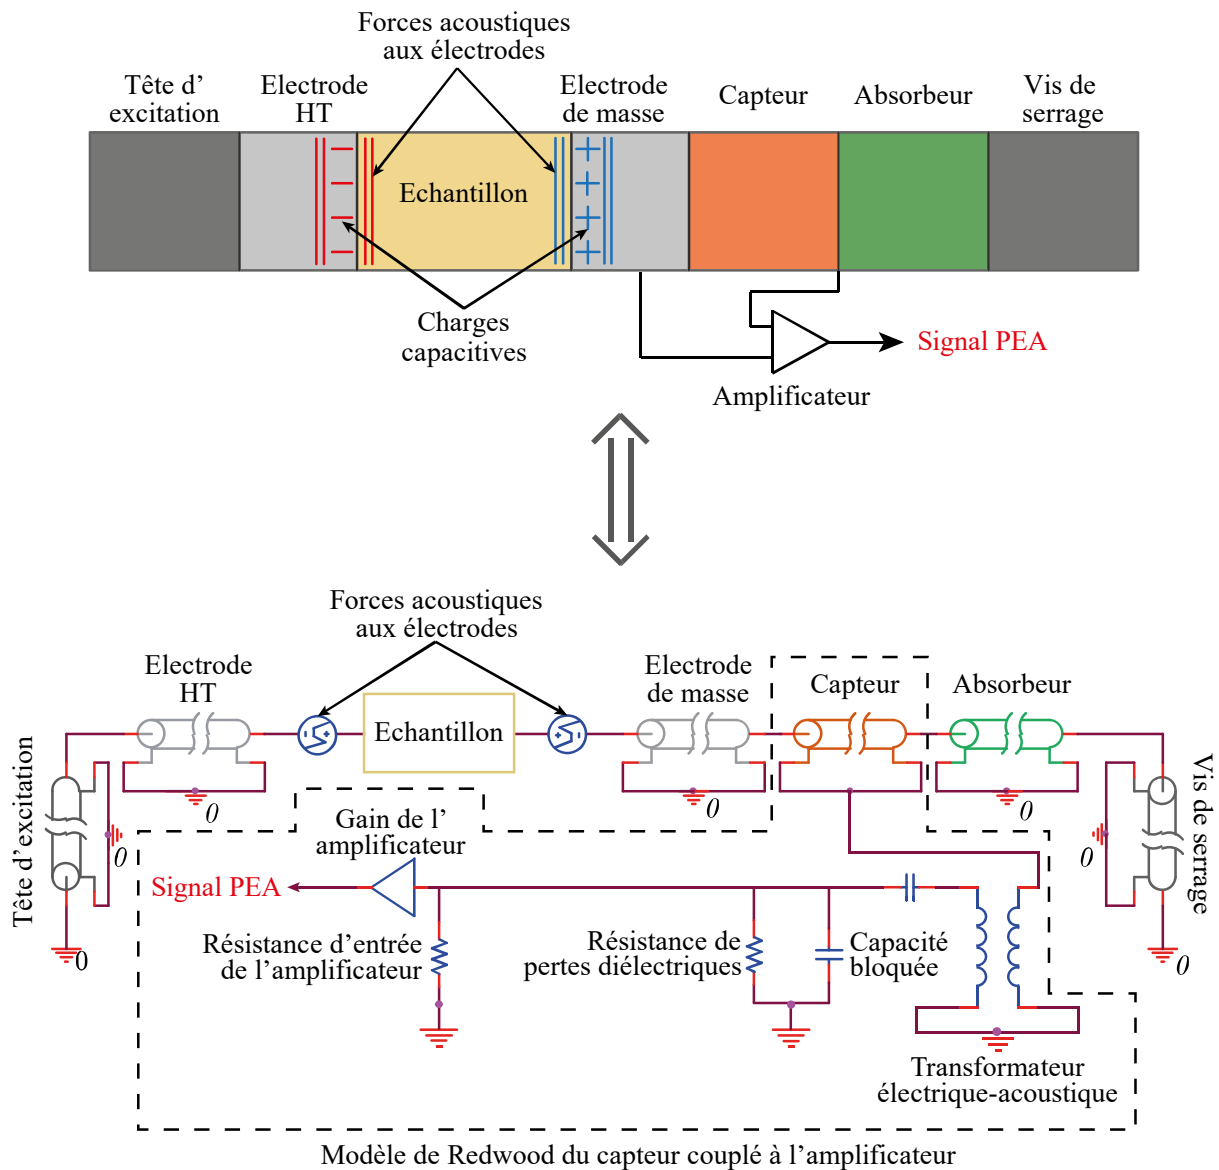 Forces acoustiques
aux électrodes
Tête d’
excitation
Electrode
HT
Electrode
de masse
Capteur
Absorbeur
Vis de
serrage
Echantillon
Charges
capacitives
Signal PEA
Amplificateur
Forces acoustiques
aux électrodes
Electrode
HT
Electrode
de masse
Capteur
Absorbeur
Echantillon
Tête d’excitation
Vis de serrage
0
0
0
0
0
0
0
Gain de l’
amplificateur
Signal PEA
Résistance d’entrée
de l’amplificateur
Résistance de
pertes diélectriques
Capacité
bloquée
Transformateur
électrique-acoustique
Modèle de Redwood du capteur couplé à l’amplificateur